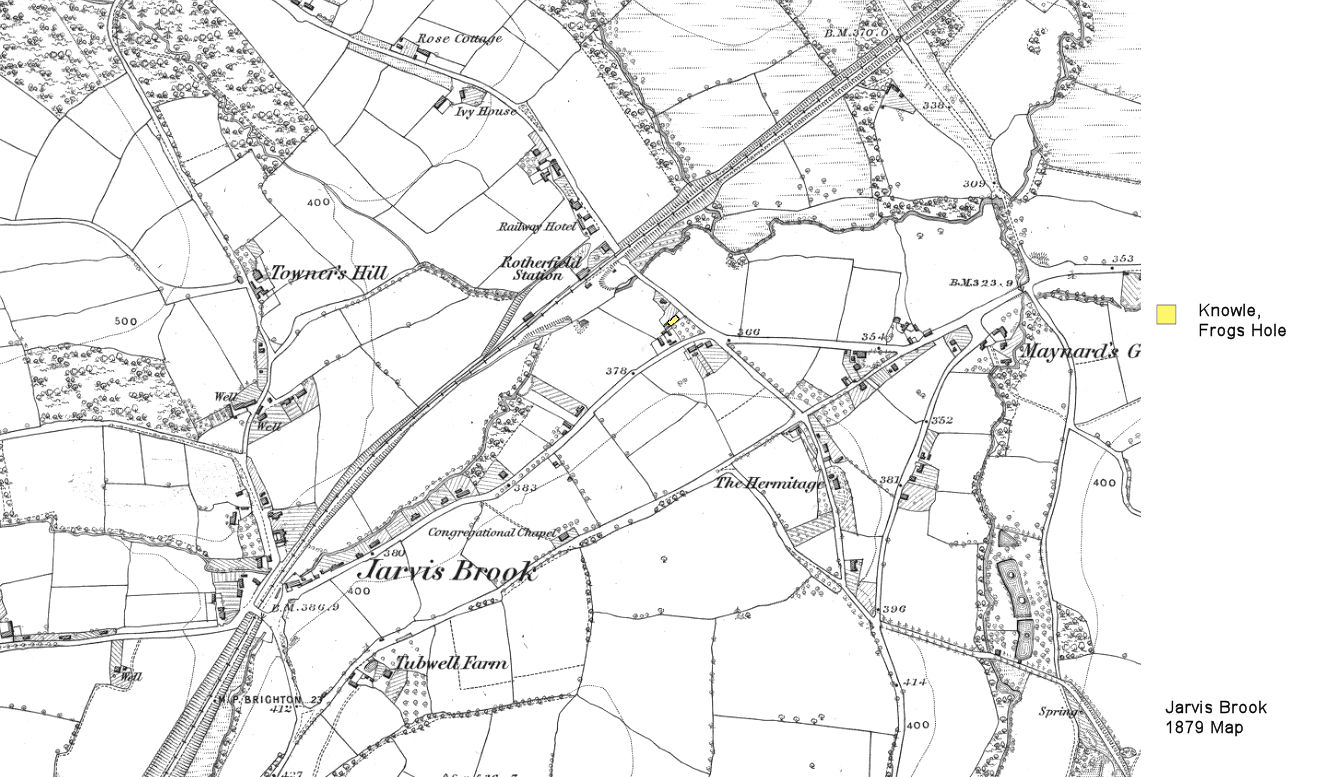 Rose Cottage
B.M. 370.0
Ivy House
338
309
400
Railway Hotel
Rotherfield
Station
Towner's Hill
353
B.M. 323.9
500
Knowle,
Frogs Hole
366
354
Maynard's G
378
Well
Well
352
The Hermitage
381
400
383
Congregational Chapel
380
Jarvis Brook
400
B.M. 386.9
396
Tubwell Farm
Well
M.P. BRIGHTON 23
412
414
400
Spring
Jarvis Brook
1879 Map
427